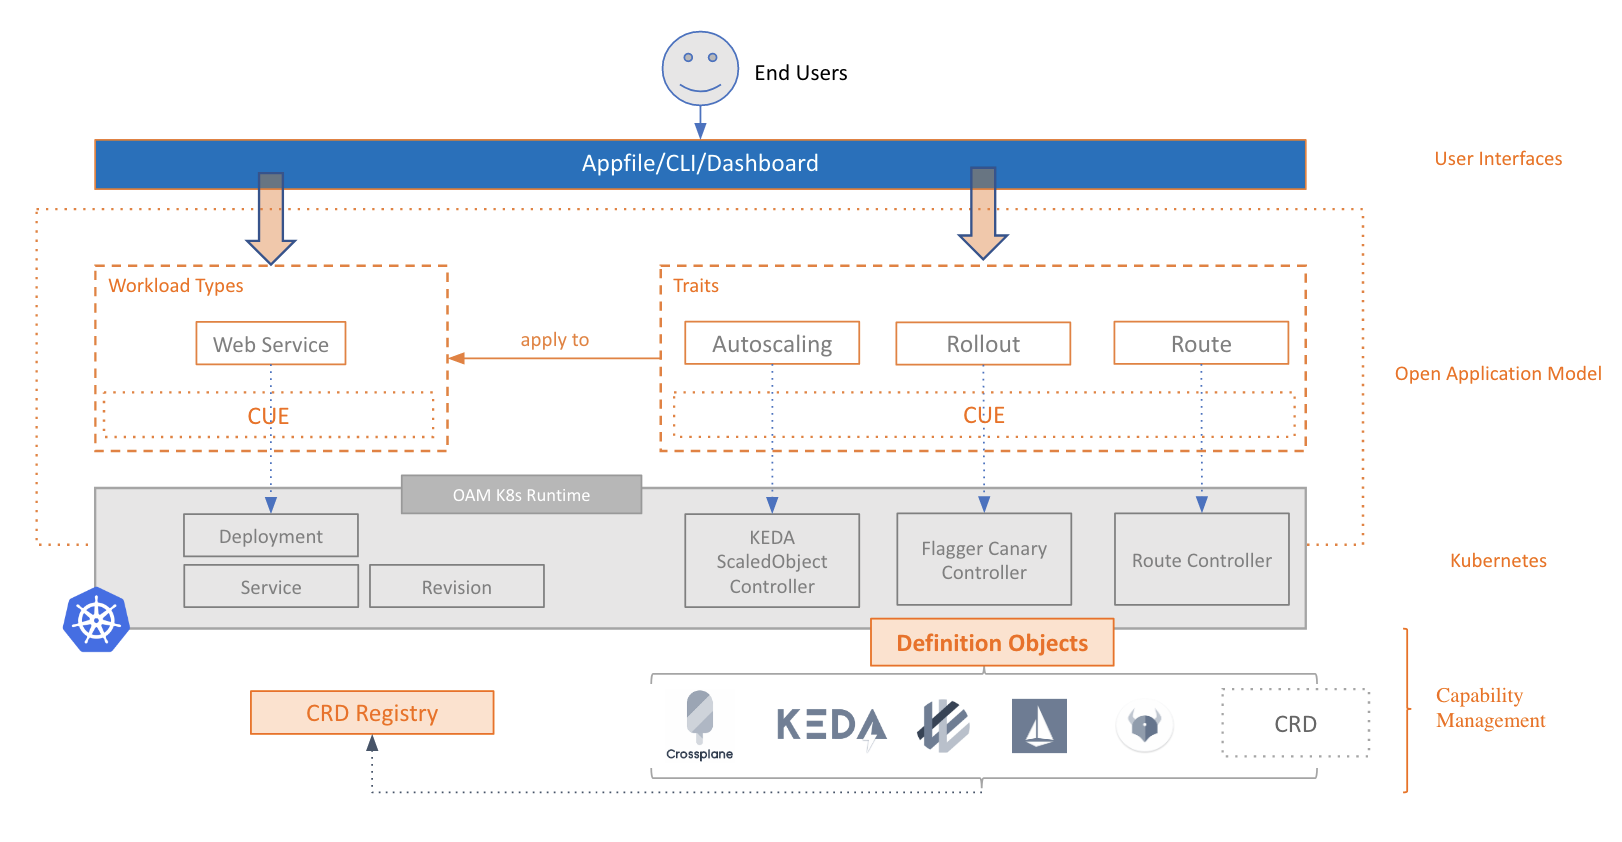 End Users
Appfile/CLI/Dashboard
User Interfaces
Workload Types
Traits
Web Service
apply to
Autoscaling
Rollout
Route
Open Application Model
CUE
CUE
OAM K8s Runtime
Deployment
Service
Revision
KEDA
ScaledObject
Controller
Flagger Canary
Controller
Route Controller
Kubernetes
Definition Objects
CRD Registry
Crossplane
KEDA
CRD
Capability
Management